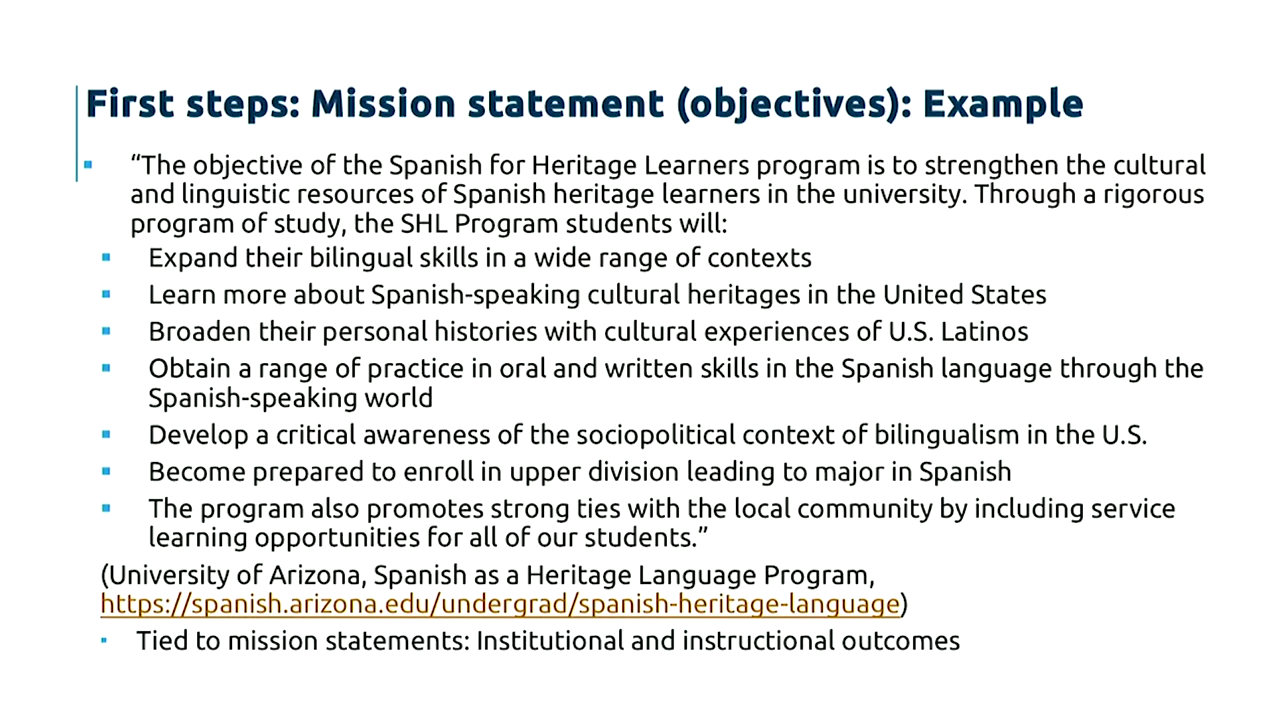 First steps: Mission statement (objectives): Example
“The objective of the Spanish for Heritage Learners program is to strengthen the cultural
and linguistic resources of Spanish heritage learners in the university. Through a rigorous
program of study, the SHL Program students will:
Expand their bilingual skills in a wide range of contexts
Learn more about Spanish-speaking cultural heritages in the United States
Broaden their personal histories with cultural experiences of U.S. Latinos
Obtain a range of practice in oral and written skills in the Spanish language through the
Spanish-speaking world
Develop a critical awareness of the sociopolitical context of bilingualism in the U.S.
Become prepared to enroll in upper division leading to major in Spanish
The program also promotes strong ties with the local community by including service
learning opportunities for all of our students.”
(University of Arizona, Spanish as a Heritage Language Program,
https://spanish.arizona.edu/undergrad/spanish-heritage-language)
Tied to mission statements: Institutional and instructional outcomes